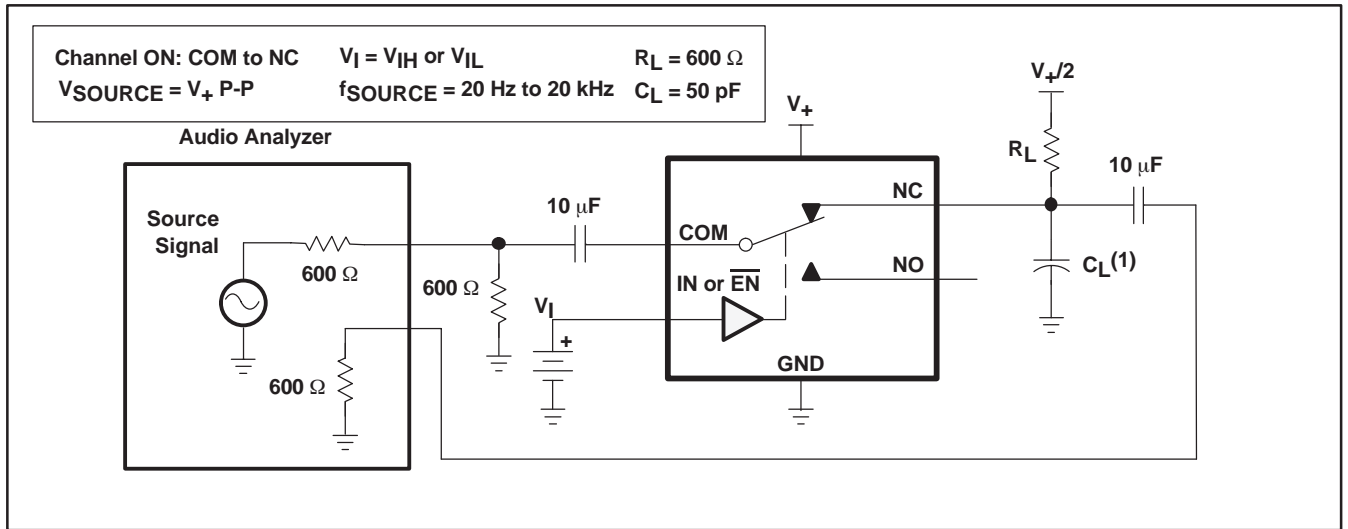 Channel ON: COM to NC V_I = V_IH or V_IL R_L = 600 Ω
V_SOURCE = V_+ P-P f_SOURCE = 20 Hz to 20 kHz C_L = 50 pF
Audio Analyzer
Source
Signal
600 Ω
600 Ω
600 Ω
10 μF
V_I
+
V_+
COM
IN or E̅N̅
NC
NO
GND
V_+/2
R_L
10 μF
C_L(1)